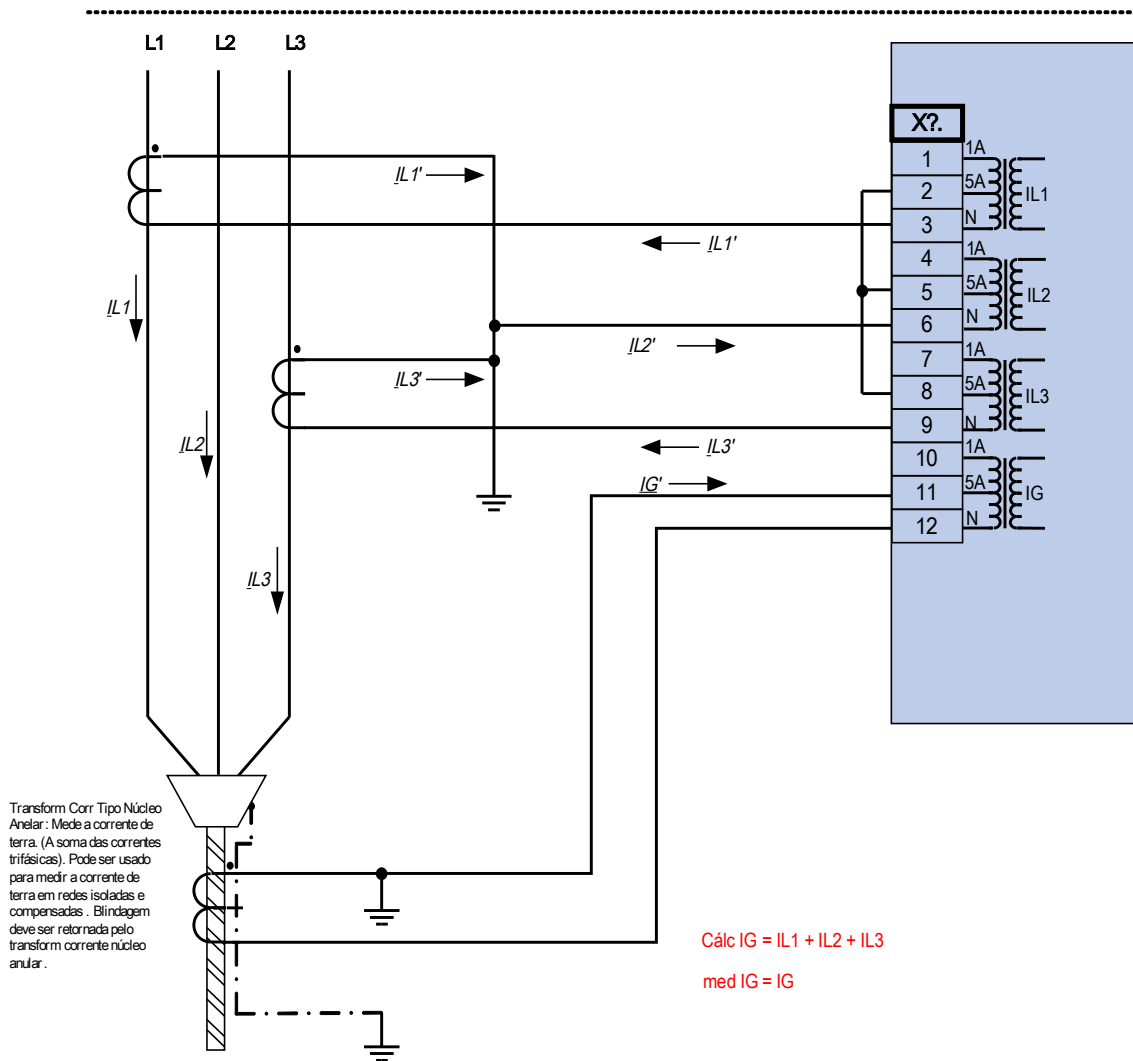 L1 L2 L3
X?.
1 1A
2 5A IL1
3 N
4 1A
5 5A IL2
6 N
7 1A
8 5A IL3
9 N
10 1A
11 5A IG
12 N
IL1'
IL1'
IL1
IL2'
IL3'
IL2
IL3'
IG'
IL3
Transform Corr Tipo Núcleo
Anelar: Mede a corrente de
terra. (A soma das correntes
trifásicas). Pode ser usado
para medir a corrente de
terra em redes isoladas e
compensadas . Blindagem
deve ser retornada pelo
transform corrente núcleo
anular .
Cálc IG = IL1 + IL2 + IL3
med IG = IG